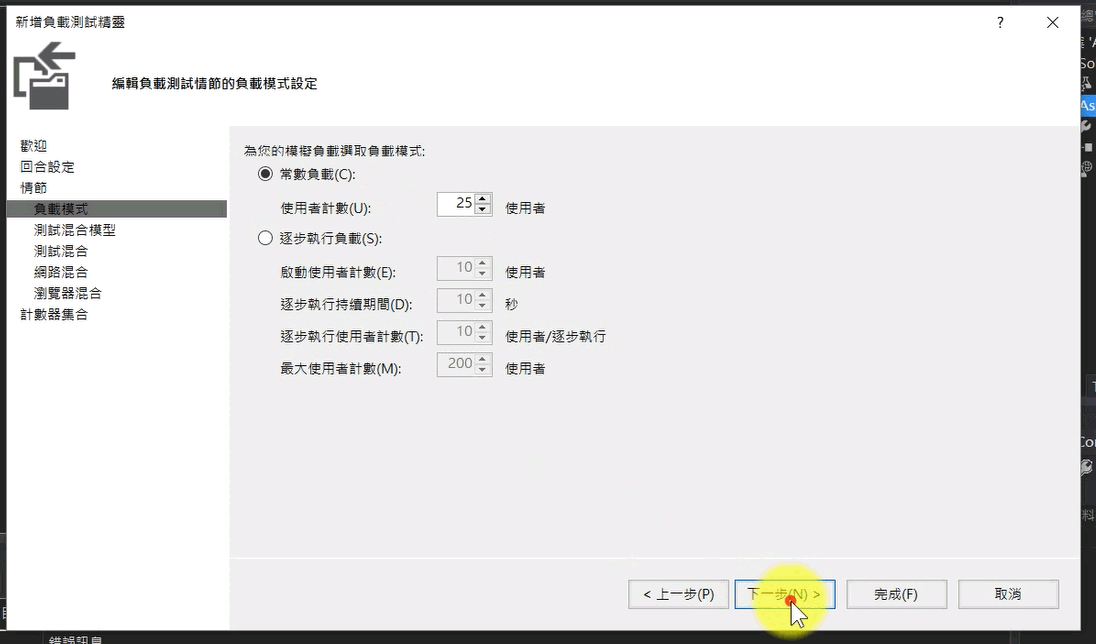 新增負載測試精靈
?
編輯負載測試情節的負載模式設定
歡迎
回合設定
情節
負載模式
測試混合模型
測試混合
網路混合
瀏覽器混合
計數器集合
為您的模擬負載選取負載模式:
常數負載(C):
使用者計數(U): 25 使用者
逐步執行負載(S):
啟動使用者計數(E): 10 使用者
逐步執行持續期間(D): 10 秒
逐步執行使用者計數(T): 10 使用者/逐步執行
最大使用者計數(M): 200 使用者
< 上一步(P) 下一步(N) > 完成(F) 取消
錯誤訊息